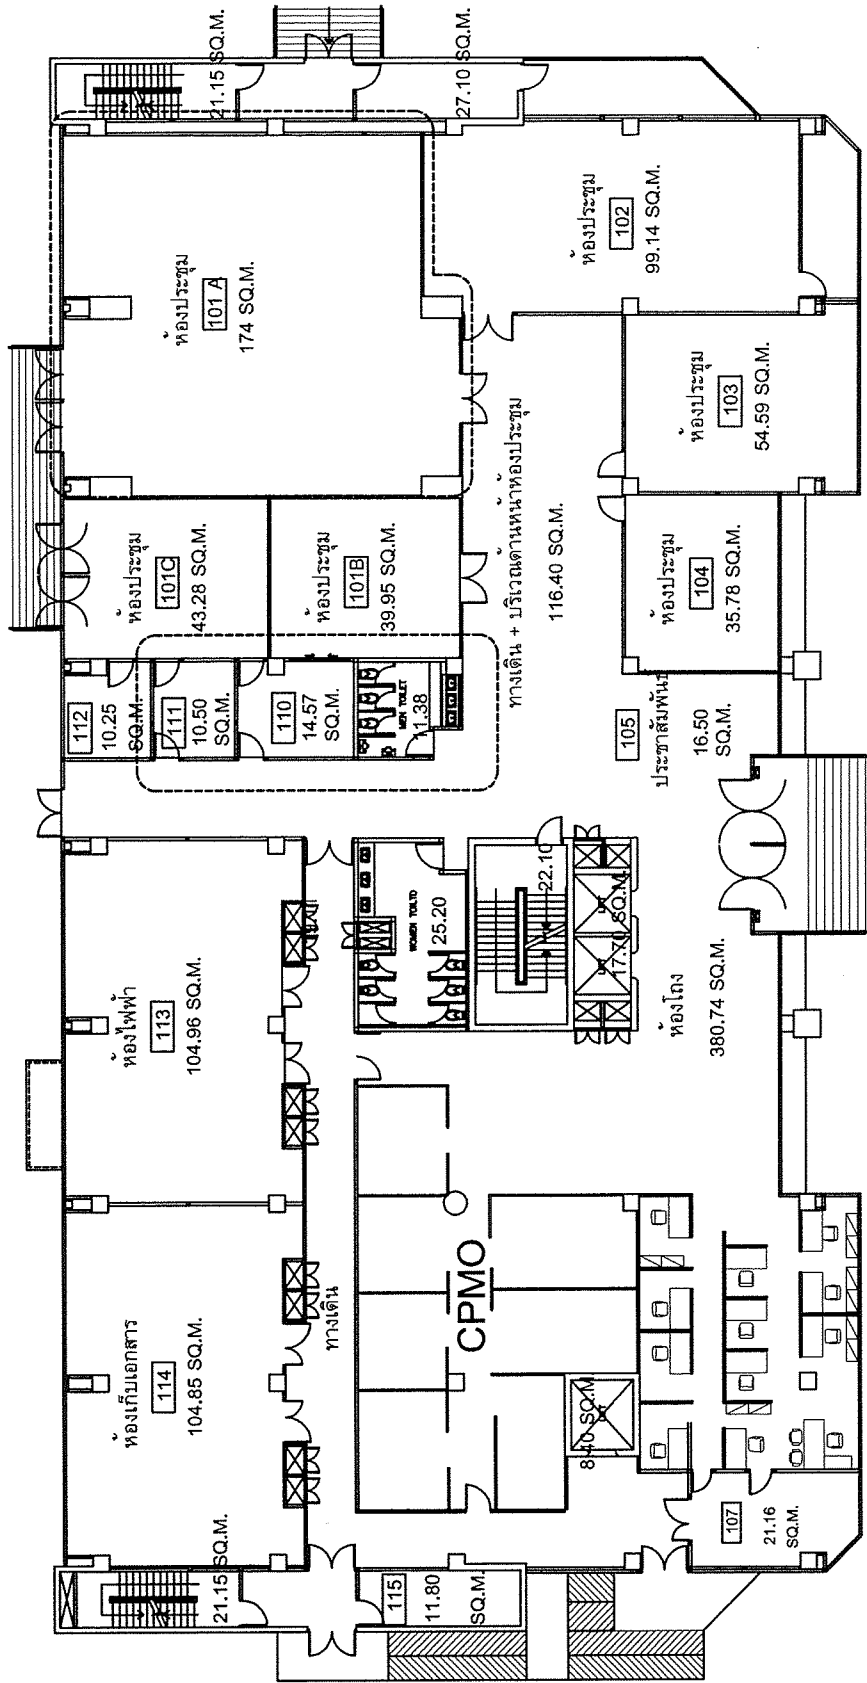 21.15 SQ.M.
27.10 SQ.M.
ห้องประชุม
101 A
174 SQ.M.
ห้องประชุม
102
99.14 SQ.M.
ห้องประชุม
103
54.59 SQ.M.
ห้องประชุม
101C
43.28 SQ.M.
ห้องประชุม
101B
39.95 SQ.M.
ทางเดิน + บริเวณด้านหน้าห้องประชุม
116.40 SQ.M.
ห้องประชุม
104
35.78 SQ.M.
112
10.25
SQ.M.
111
10.50
SQ.M.
110
14.57
SQ.M.
MEN TOILET
11.38
105
ประชาสัมพันธ์
16.50
SQ.M.
ห้องไฟฟ้า
113
104.96 SQ.M.
WOMEN TOILTD
25.20
22.10
LIFT
LIFT
17.70 SQ.M.
ห้องโถง
380.74 SQ.M.
ห้องเก็บเอกสาร
114
104.85 SQ.M.
ทางเดิน
CPMO
8.40 SQ.M.
21.15 SQ.M.
115
11.80
SQ.M.
107
21.16
SQ.M.